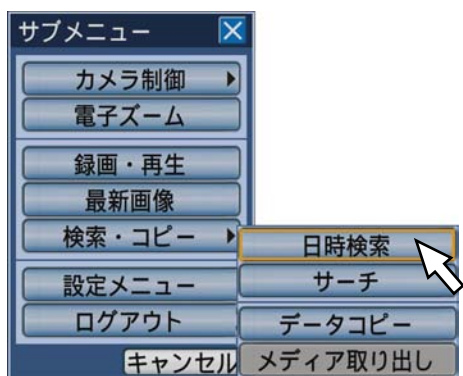 サブメニュー
カメラ制御
電子ズーム
録画・再生
最新画像
検索・コピー
日時検索
サーチ
データコピー
メディア取り出し
設定メニュー
ログアウト
キャンセル